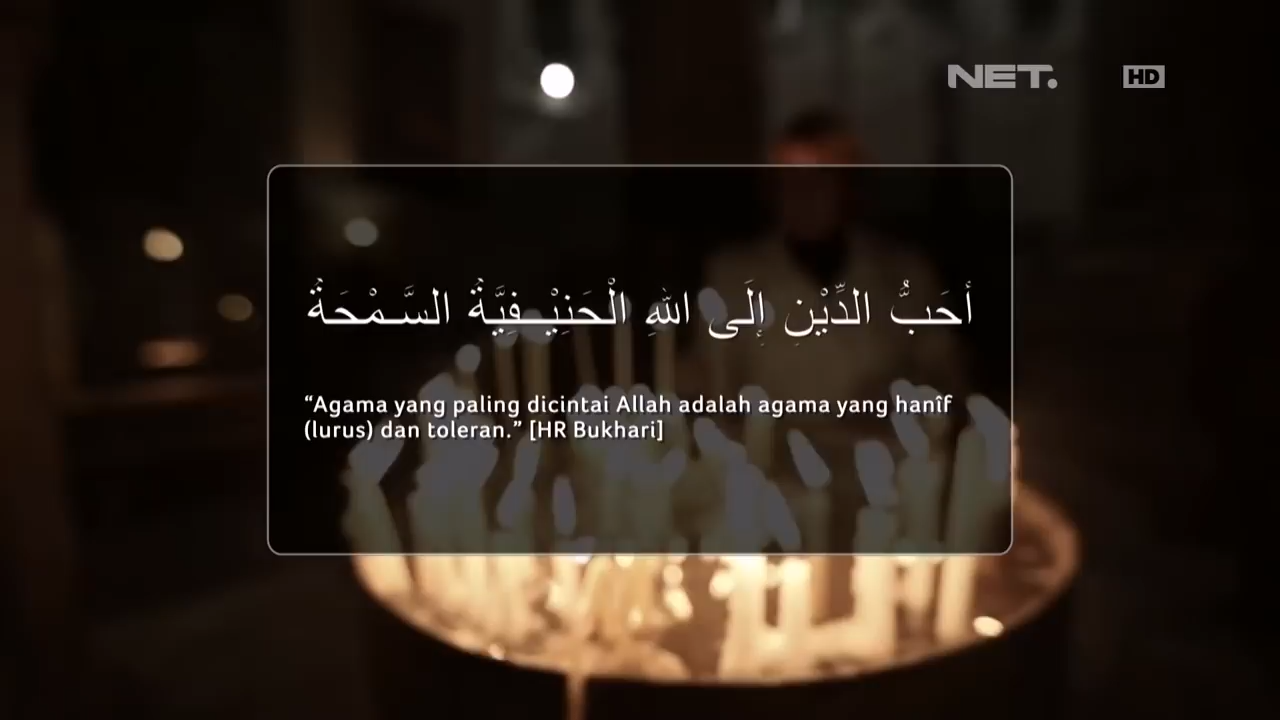 NET. HD
أَحَبُّ الدِّيْنِ إِلَى اللهِ الْحَنِيْـفِيَّةُ السَّـمْحَةُ
“Agama yang paling dicintai Allah adalah agama yang hanîf
(lurus) dan toleran.” [HR Bukhari]